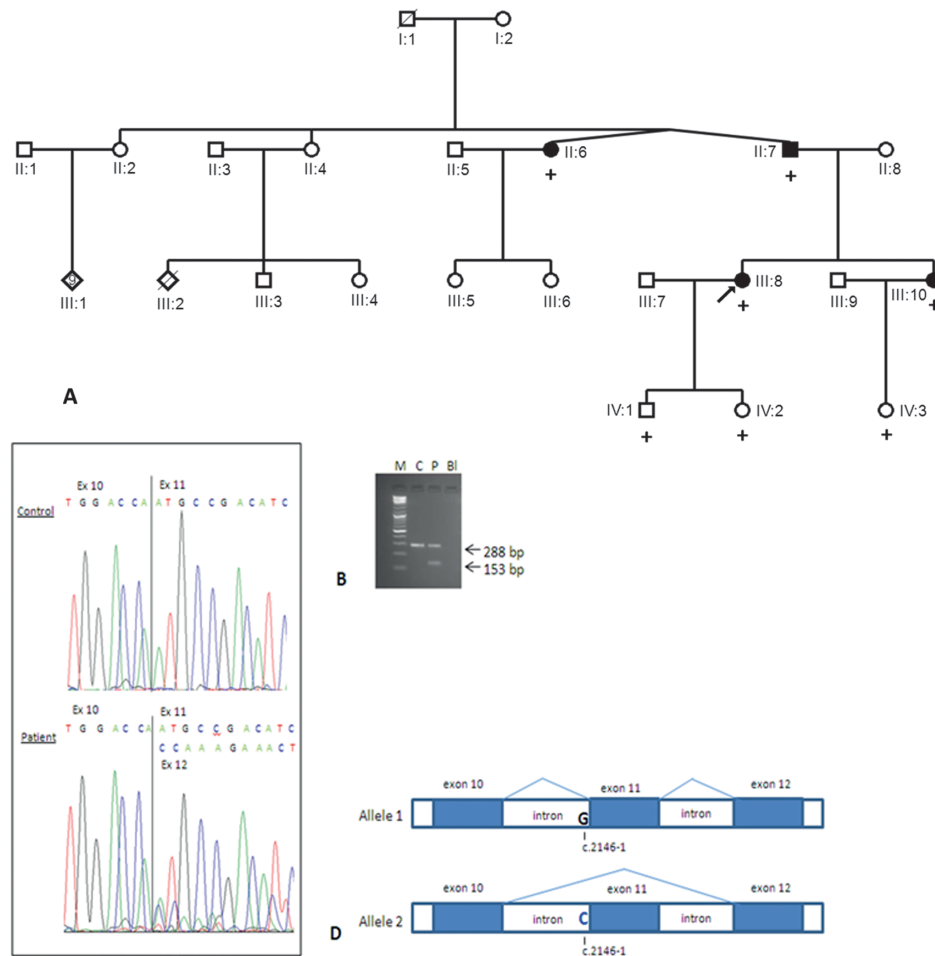 I:1 I:2
II:1 II:2 II:3 II:4 II:5 II:6 II:7 II:8
+ +
9
III:1 III:2 III:3 III:4 III:5 III:6 III:7 III:8 III:9 III:10
+ +
A
IV:1 IV:2 IV:3
+ + +
Ex 10 Ex 11
Control
T G G A C C A A T G C C G A C A T C
M C P Bl
288 bp
153 bp
B
Ex 10 Ex 11
Patient
T G G A C C A A T G C C G A C A T C
C C A A A G A A A C T
Ex 12
exon 10 exon 11 exon 12
Allele 1 intron G intron
c.2146-1
exon 10 exon 11 exon 12
D Allele 2 intron C intron
c.2146-1